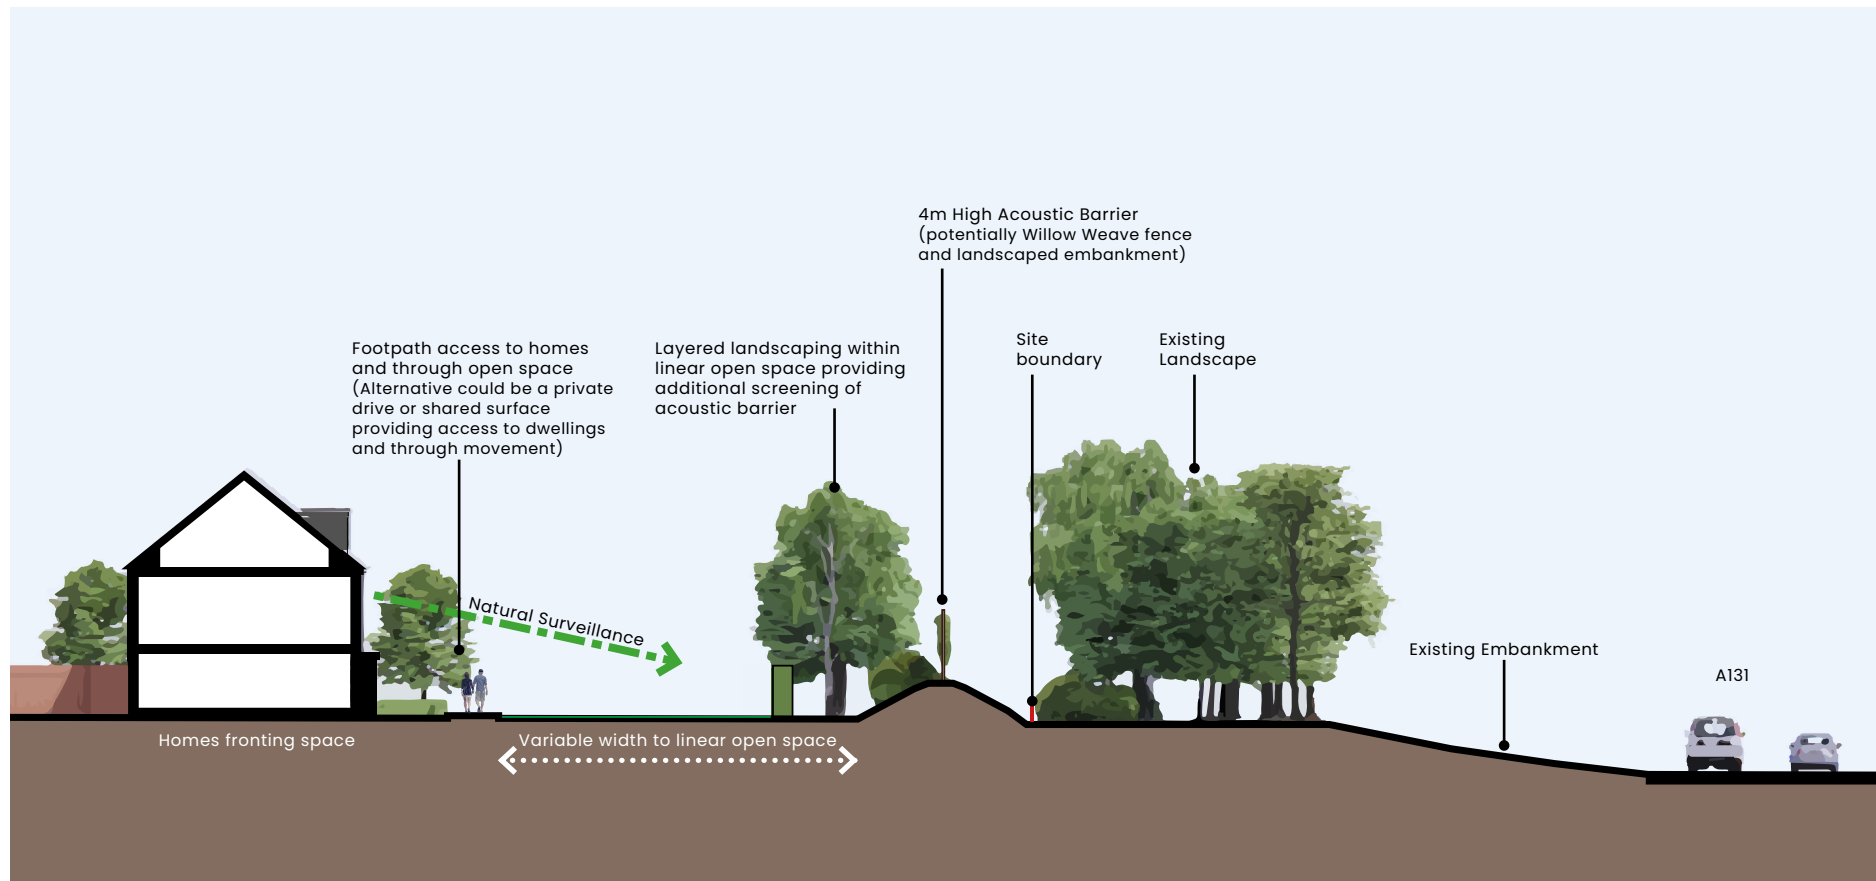 4m High Acoustic Barrier
(potentially Willow Weave fence
and landscaped embankment)
Site
boundary
Existing
Landscape
Footpath access to homes
and through open space
(Alternative could be a private
drive or shared surface
providing access to dwellings
and through movement)
Layered landscaping within
linear open space providing
additional screening of
acoustic barrier
Natural Surveillance
Existing Embankment
A131
Homes fronting space
Variable width to linear open space